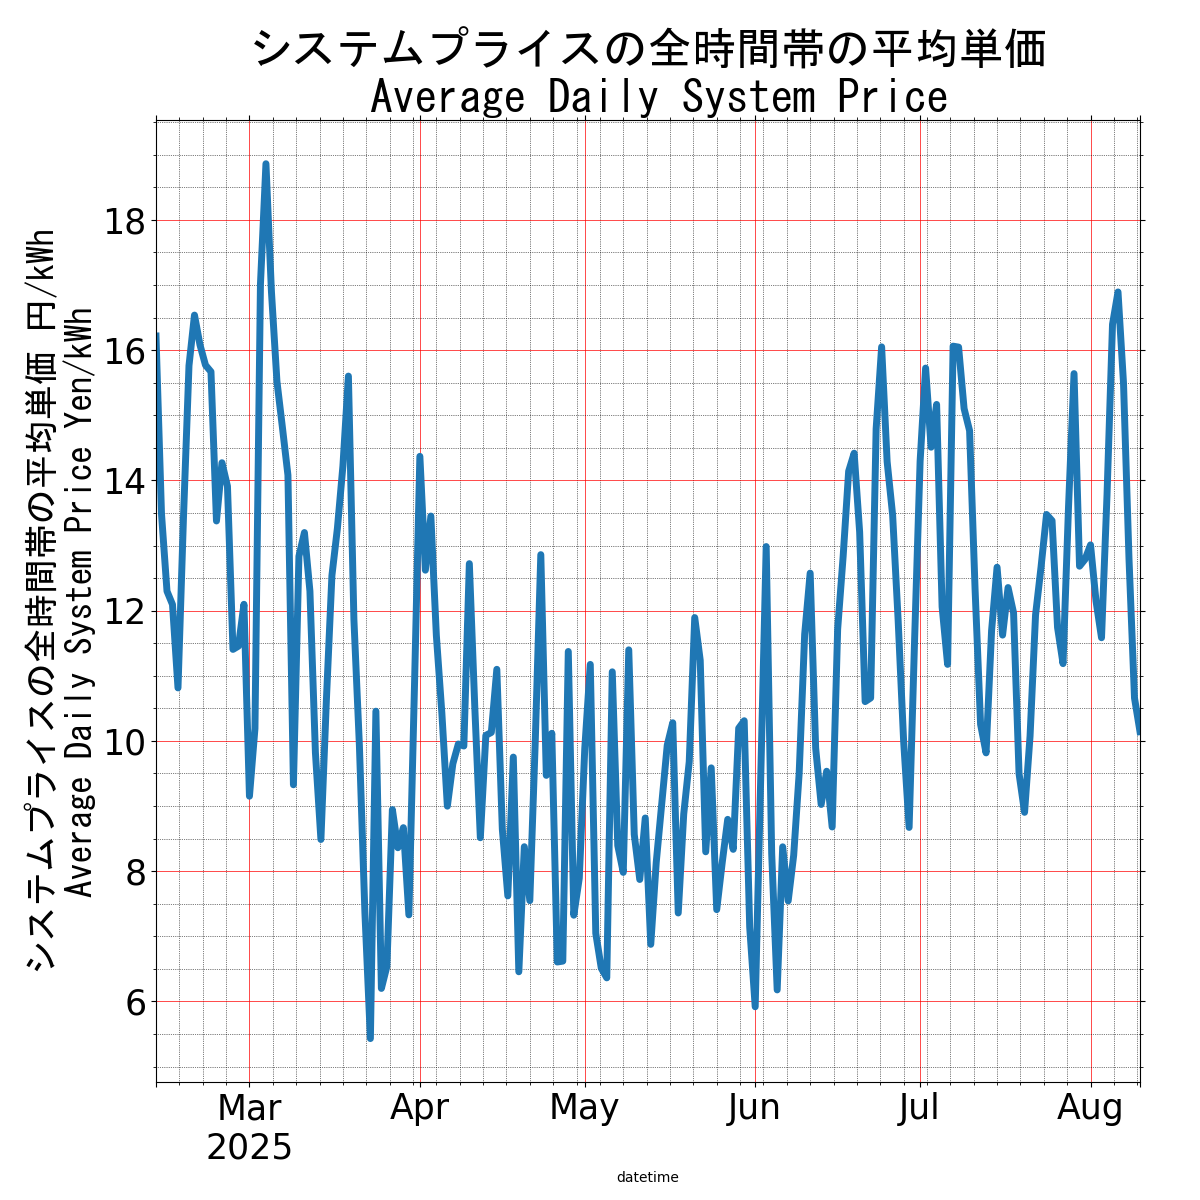 システムプライスの全時間帯の平均単価
Average Daily System Price
システムプライスの全時間帯の平均単価 円/kWh
Average Daily System Price Yen/kWh
18
16
14
12
10
8
6
Mar
2025
Apr
May
Jun
Jul
Aug
datetime